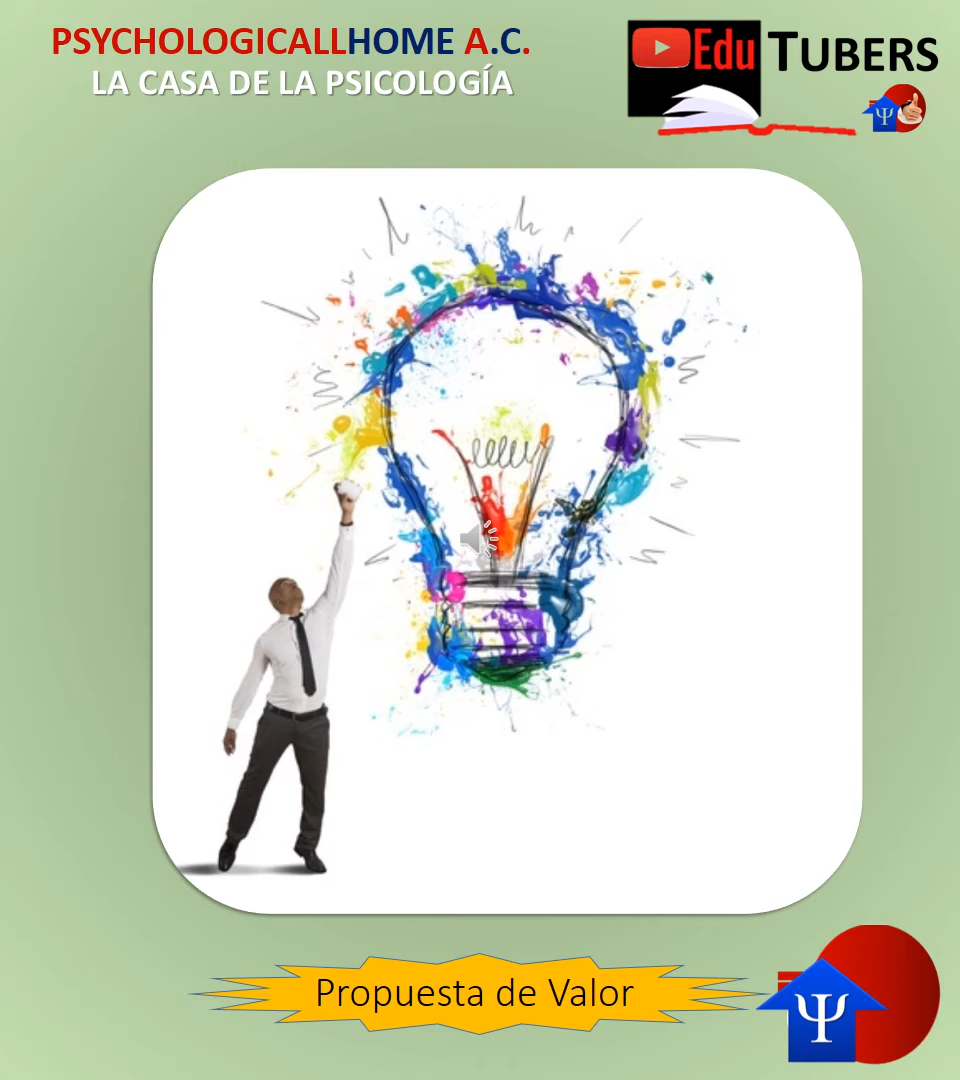 PSYCHOLOGICALLHOME A.C.
LA CASA DE LA PSICOLOGÍA
Edu TUBERS
Ψ
Propuesta de Valor
Ψ